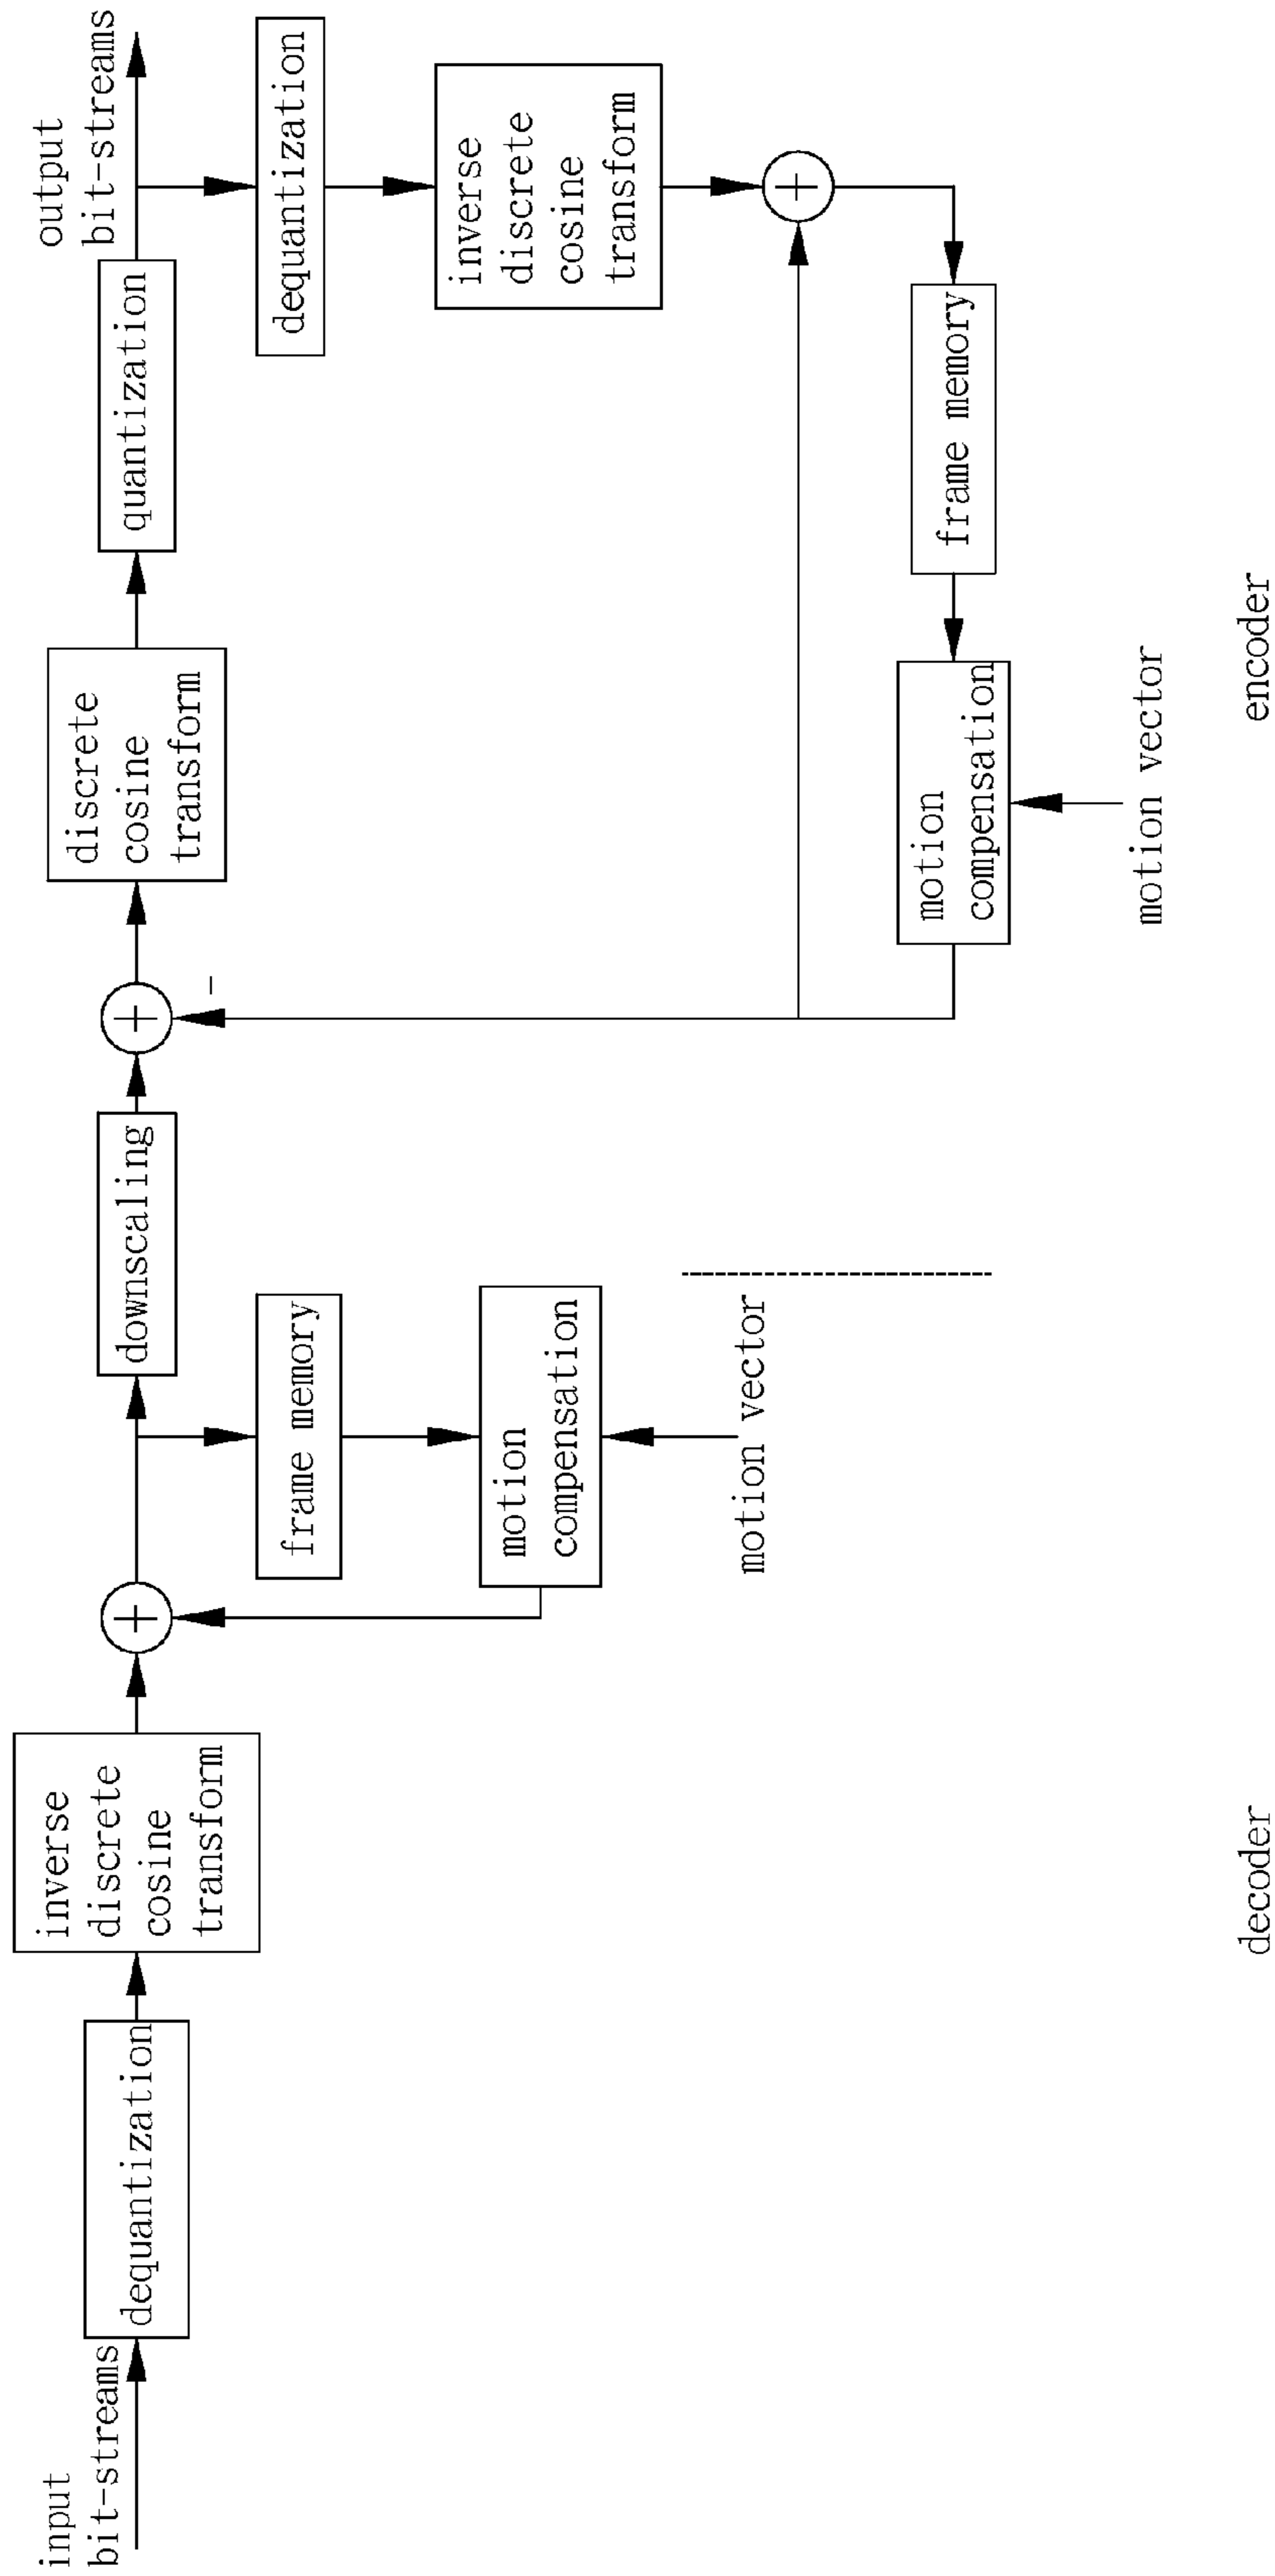 input
bit-streams
dequantization
inverse
discrete
cosine
transform
+
frame memory
motion
compensation
motion vector
downscaling
+
-
discrete
cosine
transform
quantization
output
bit-streams
dequantization
inverse
discrete
cosine
transform
+
frame memory
motion
compensation
motion vector
decoder
encoder